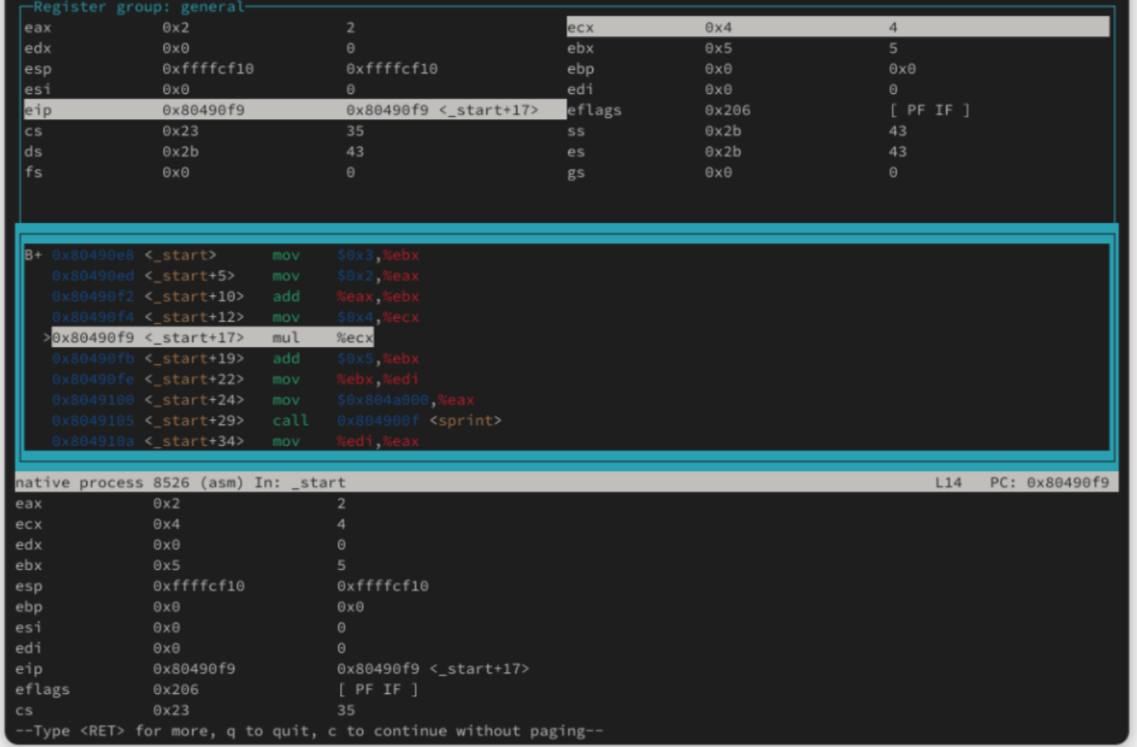 Register group: general
eax 0x2 2 ecx 0x4 4
edx 0x0 0 ebx 0x5 5
esp 0xffffcf10 0xffffcf10 ebp 0x0 0x0
esi 0x0 0 edi 0x0 0
eip 0x80490f9 0x80490f9 <_start+17> eflags 0x206 [ PF IF ]
cs 0x23 35 ss 0x2b 43
ds 0x2b 43 es 0x2b 43
fs 0x0 0 gs 0x0 0
B+ 0x80490e8 <_start> mov $0x3,%ebx
0x80490ed <_start+5> mov $0x2,%eax
0x80490f2 <_start+10> add %eax,%ebx
0x80490f4 <_start+12> mov $0x4,%ecx
>0x80490f9 <_start+17> mul %ecx
0x80490fb <_start+19> add $0x5,%ebx
0x80490fe <_start+22> mov %ebx,%edi
0x8049100 <_start+24> mov $0x804a000,%eax
0x8049105 <_start+29> call 0x804900f <sprint>
0x804910a <_start+34> mov %edi,%eax
native process 8526 (asm) In: _start L14 PC: 0x80490f9
eax 0x2 2
ecx 0x4 4
edx 0x0 0
ebx 0x5 5
esp 0xffffcf10 0xffffcf10
ebp 0x0 0x0
esi 0x0 0
edi 0x0 0
eip 0x80490f9 0x80490f9 <_start+17>
eflags 0x206 [ PF IF ]
cs 0x23 35
--Type <RET> for more, q to quit, c to continue without paging--